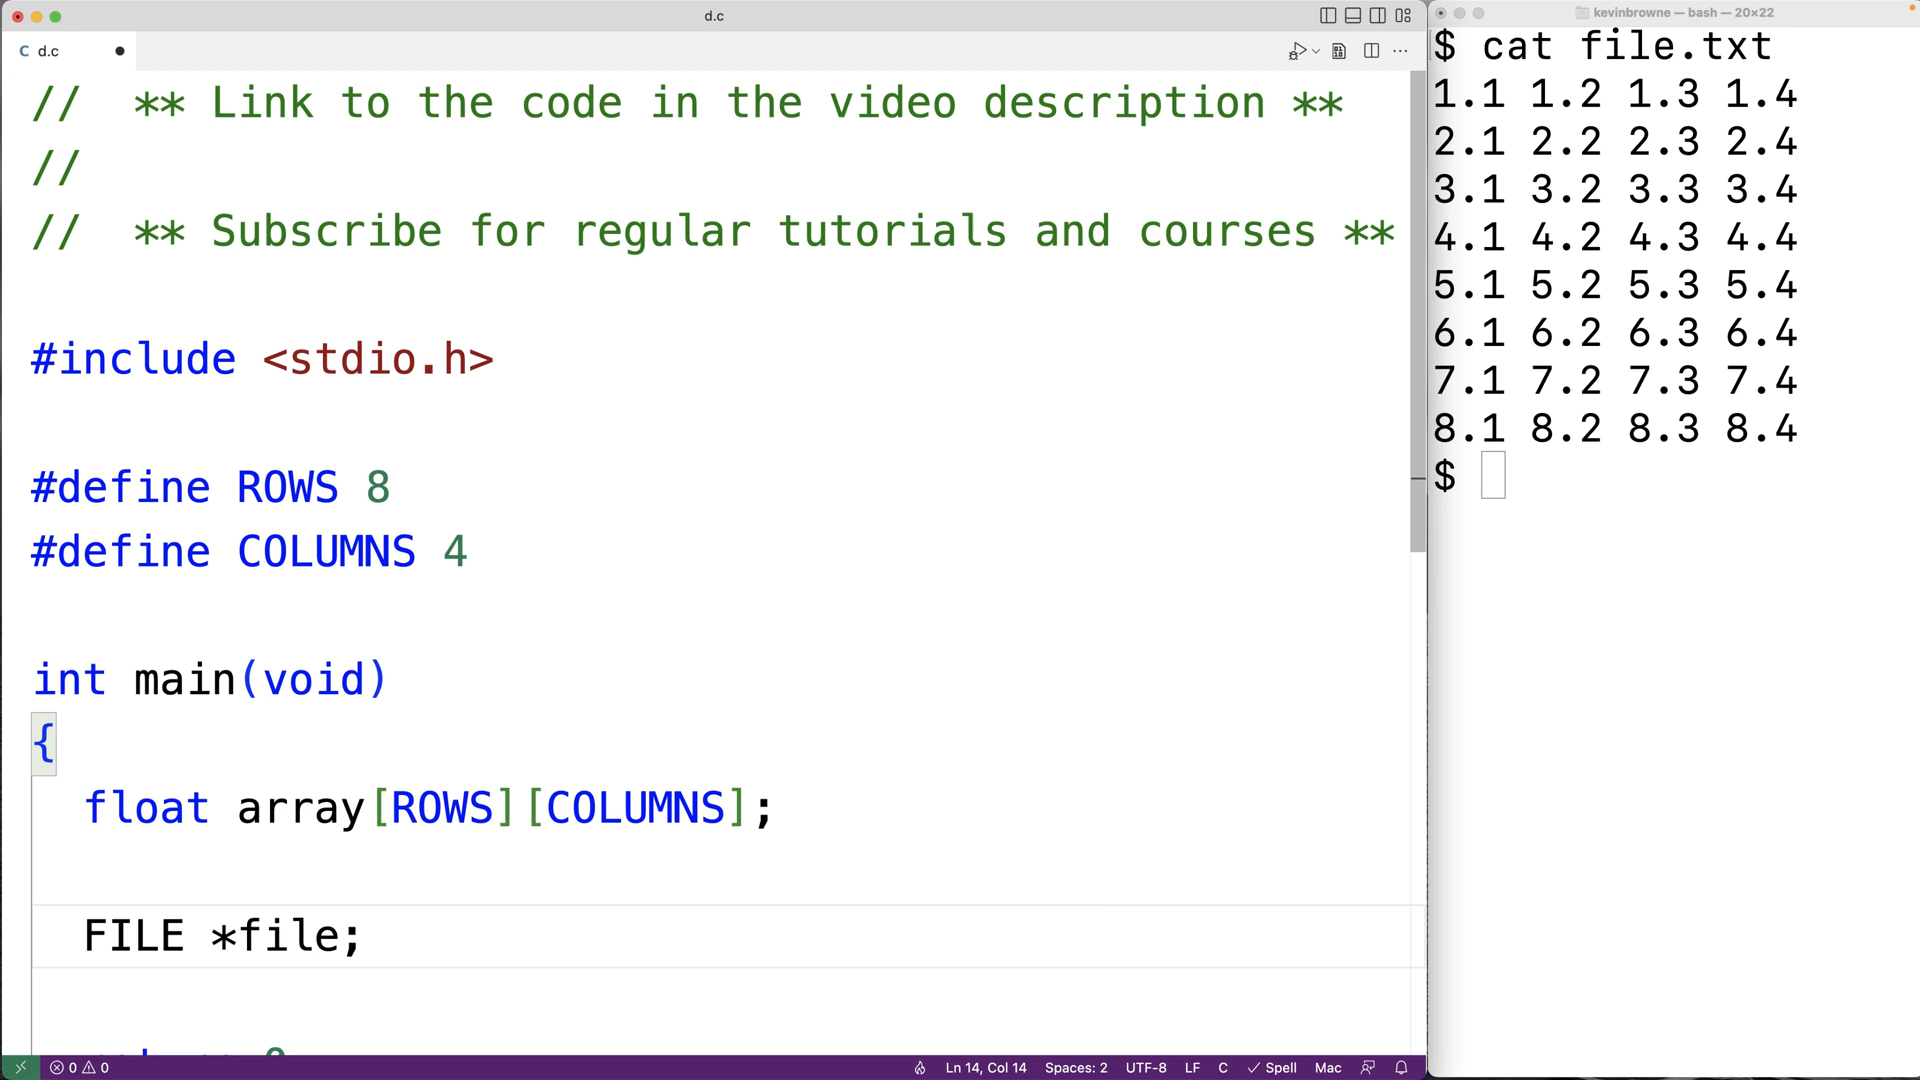 d.c
C d.c
// ** Link to the code in the video description **
//
// ** Subscribe for regular tutorials and courses **
#include <stdio.h>
#define ROWS 8
#define COLUMNS 4
int main(void)
{
float array[ROWS][COLUMNS];
FILE *file;
0 0 Ln 14, Col 14 Spaces: 2 UTF-8 LF C Spell Mac
kevinbrowne — bash — 20×22
$ cat file.txt
1.1 1.2 1.3 1.4
2.1 2.2 2.3 2.4
3.1 3.2 3.3 3.4
4.1 4.2 4.3 4.4
5.1 5.2 5.3 5.4
6.1 6.2 6.3 6.4
7.1 7.2 7.3 7.4
8.1 8.2 8.3 8.4
$